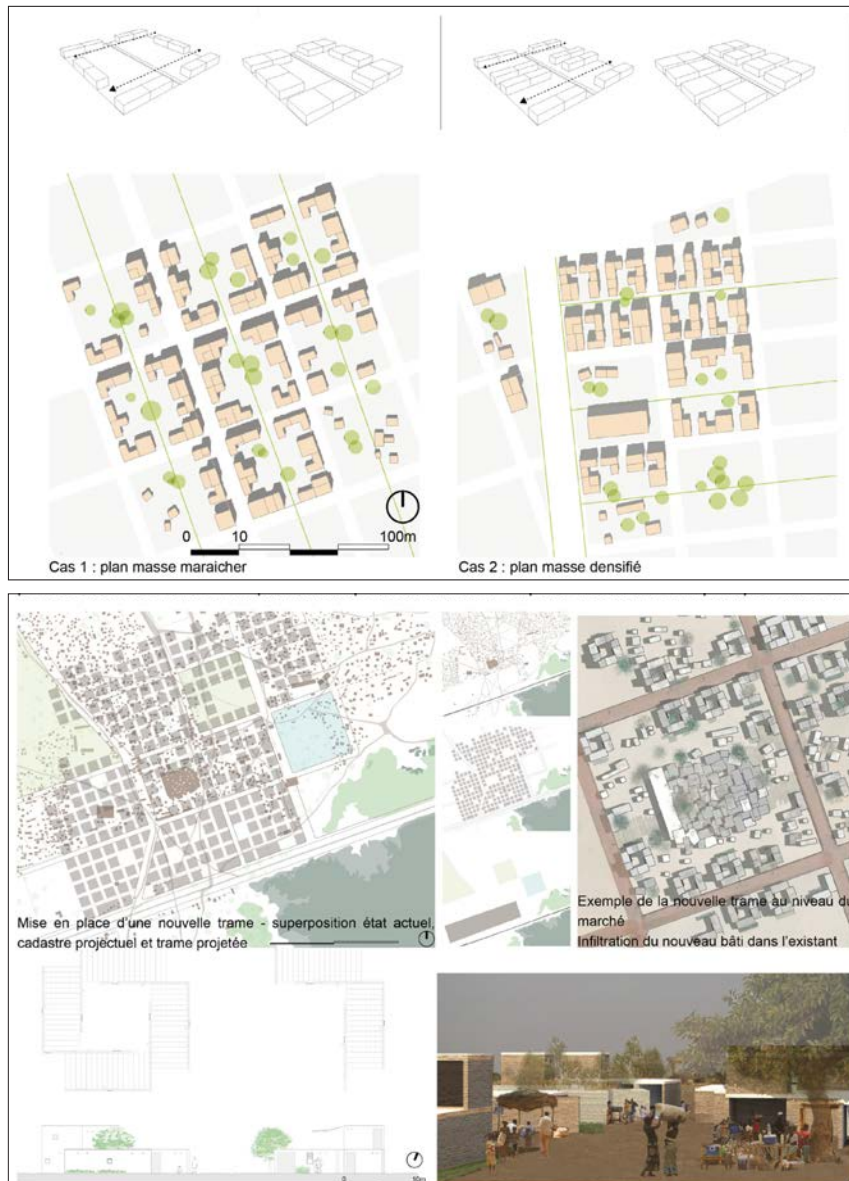 0 10 100m
Cas 1 : plan masse maraicher
Cas 2 : plan masse densifié
Mise en place d'une nouvelle trame - superposition état actuel,
cadastre projectuel et trame projetée
Exemple de la nouvelle trame au niveau du
marché
Infiltration du nouveau bâti dans l'existant
0